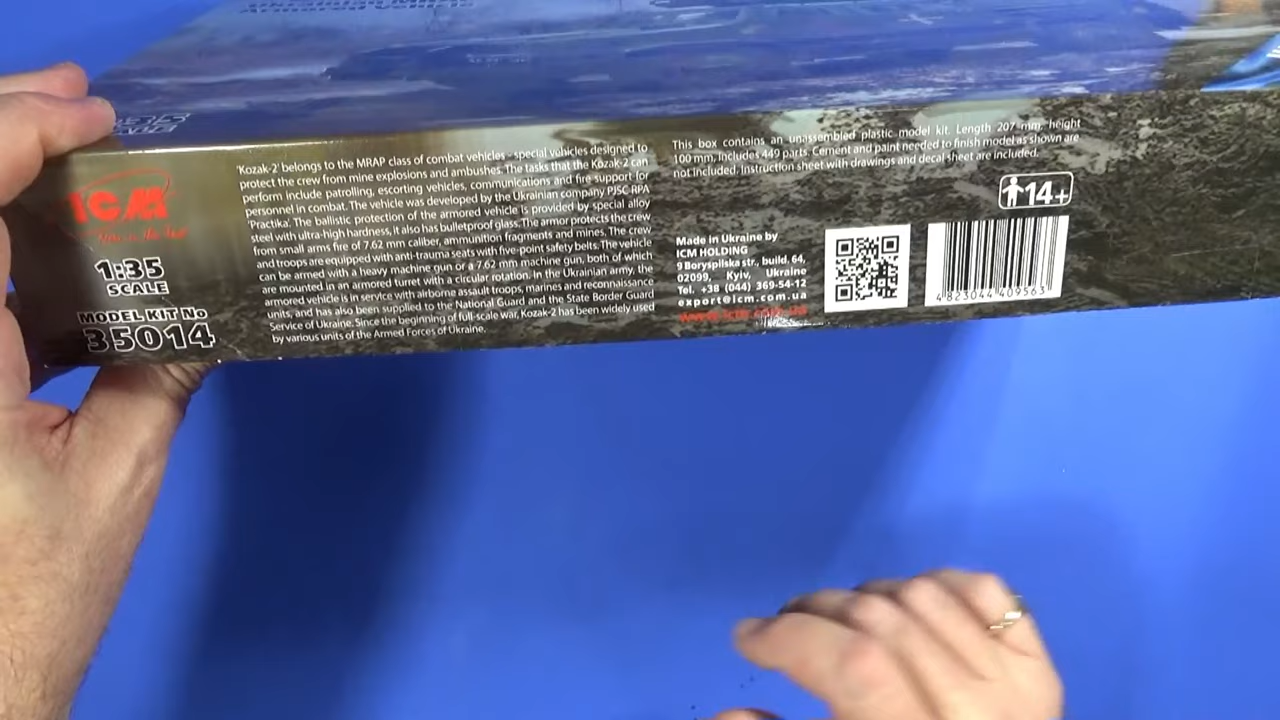 ICM
1:35
SCALE
MODEL KIT No
35014
'Kozak-2' belongs to the MRAP class of combat vehicles - special vehicles designed to
protect the crew from mine explosions and ambushes. The tasks that the Kozak-2 can
perform include patrolling, escorting vehicles, communications and fire support for
personnel in combat. The vehicle was developed by the Ukrainian company PJSC RPA
'Practika'. The ballistic protection of the armored vehicle is provided by special alloy
steel with ultra-high hardness, it also has bulletproof glass. The armor protects the crew
from small arms fire of 7.62 mm caliber, ammunition fragments and mines. The crew
and troops are equipped with anti-trauma seats with five-point safety belts. The vehicle
can be armed with a heavy machine gun or a 7.62 mm machine gun, both of which
are mounted in an armored turret with a circular rotation. In the Ukrainian army, the
armored vehicle is in service with airborne assault troops, marines and reconnaissance
units, and has also been supplied to the National Guard and the State Border Guard
Service of Ukraine. Since the beginning of full-scale war, Kozak-2 has been widely used
by various units of the Armed Forces of Ukraine.
This box contains an unassembled plastic model kit. Length 207 mm, height
100 mm, includes 449 parts. Cement and paint needed to finish model as shown are
not included. Instruction sheet with drawings and decal sheet are included.
14+
Made in Ukraine by
ICM HOLDING
9 Boryspilska str., build. 64,
02099, Kyiv, Ukraine
Tel. +38 (044) 369-54-12
export@icm.com.ua
www.icm.com.ua
4 823044 409563